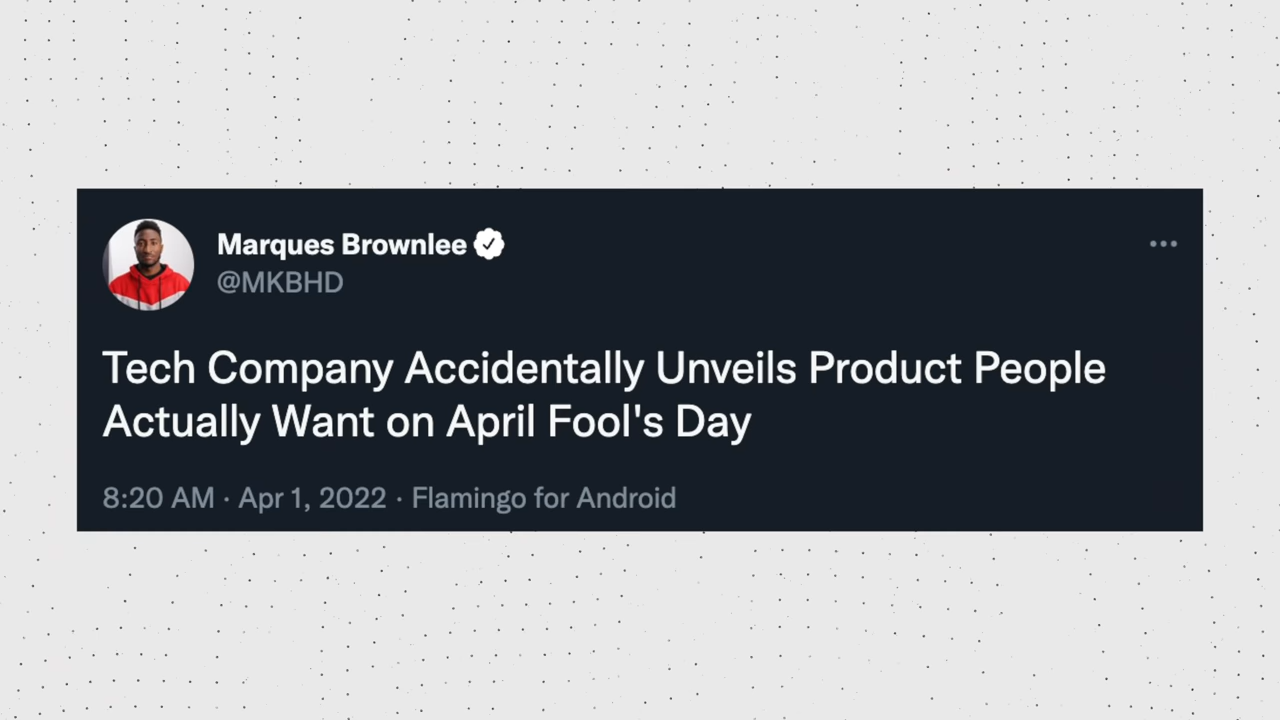 Marques Brownlee
@MKBHD
Tech Company Accidentally Unveils Product People
Actually Want on April Fool's Day
8:20 AM · Apr 1, 2022 · Flamingo for Android